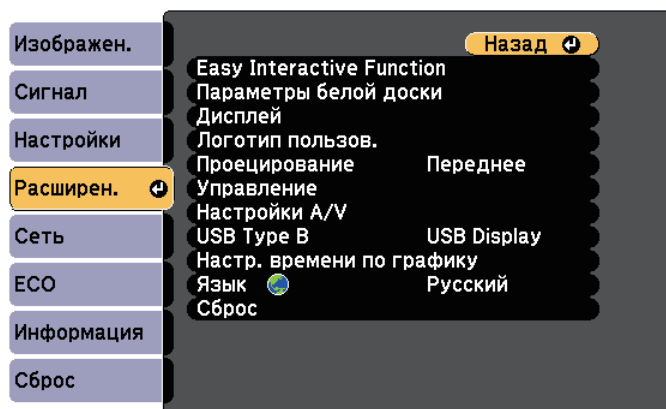 Изображен.
Сигнал
Настройки
Расширен.
Сеть
ECO
Информация
Сброс
Назад
Easy Interactive Function
Параметры белой доски
Дисплей
Логотип пользов.
Проецирование Переднее
Управление
Настройки A/V
USB Type B USB Display
Настр. времени по графику
Язык Русский
Сброс